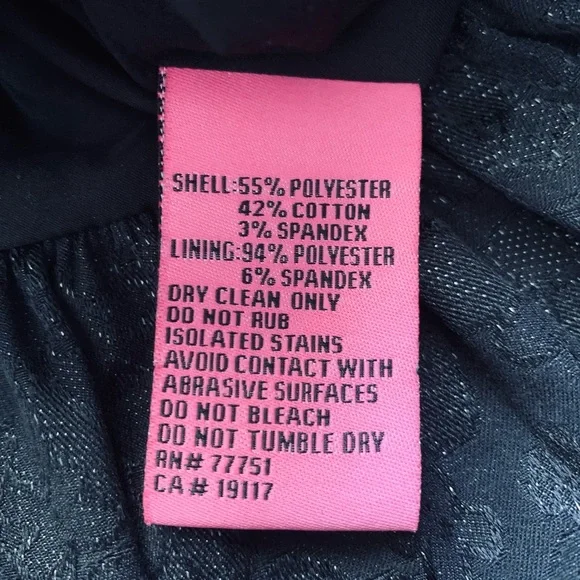 SHELL:55% POLYESTER
42% COTTON
3% SPANDEX
LINING:94% POLYESTER
6% SPANDEX
DRY CLEAN ONLY
DO NOT RUB
ISOLATED STAINS
AVOID CONTACT WITH
ABRASIVE SURFACES
DO NOT BLEACH
DO NOT TUMBLE DRY
RN# 77751
CA# 19117